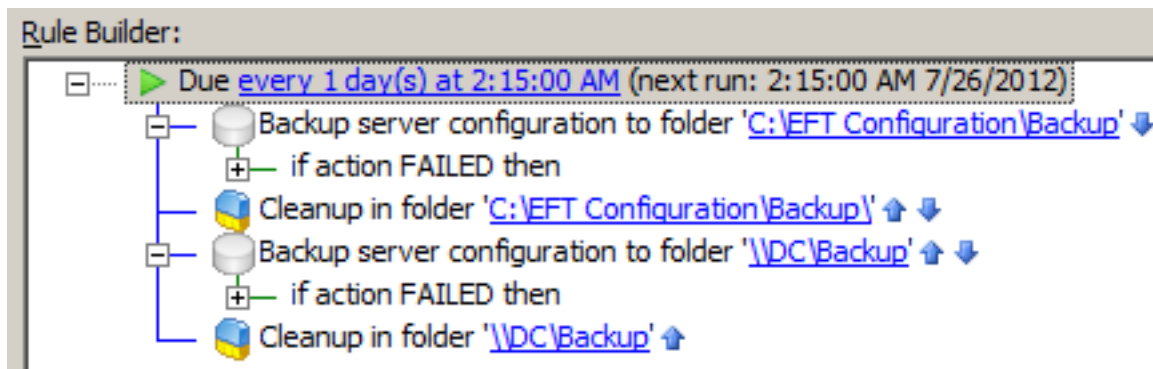 Rule Builder:
Due every 1 day(s) at 2:15:00 AM (next run: 2:15:00 AM 7/26/2012)
Backup server configuration to folder 'C:\EFT Configuration\Backup'
if action FAILED then
Cleanup in folder 'C:\EFT Configuration\Backup\'
Backup server configuration to folder '\\DC\Backup'
if action FAILED then
Cleanup in folder '\\DC\Backup'